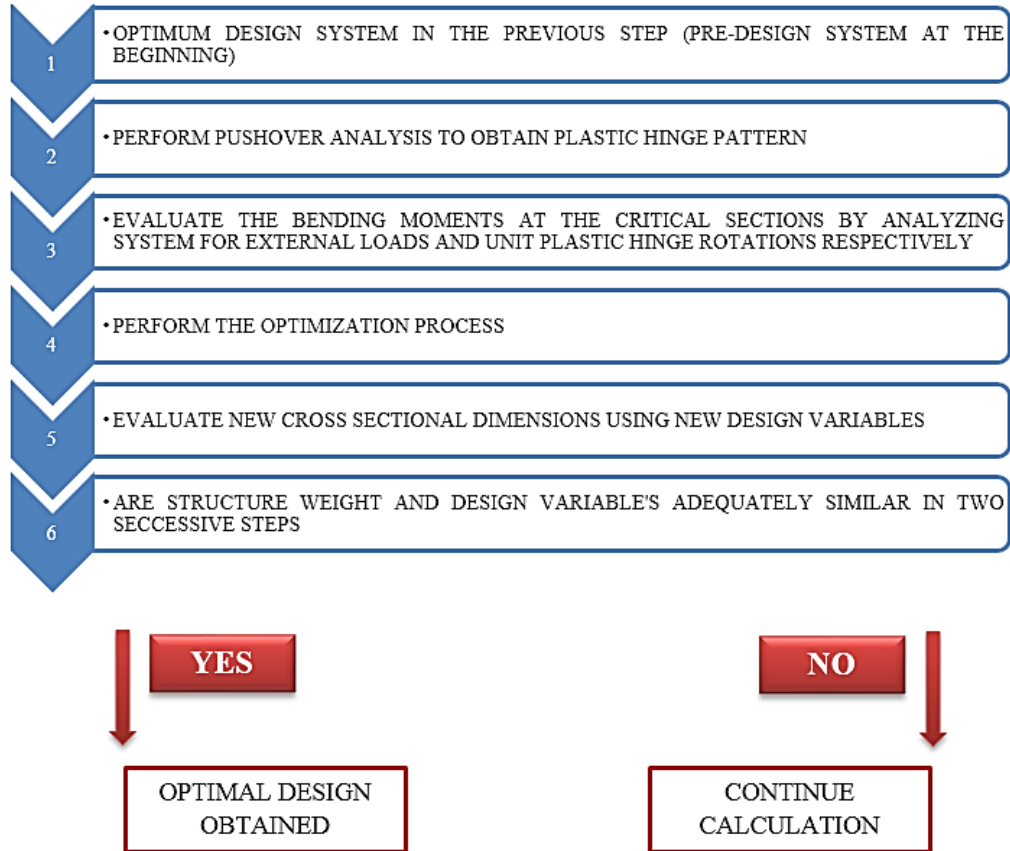 1
•OPTIMUM DESIGN SYSTEM IN THE PREVIOUS STEP (PRE-DESIGN SYSTEM AT THE
BEGINNING)
2
•PERFORM PUSHOVER ANALYSIS TO OBTAIN PLASTIC HINGE PATTERN
3
•EVALUATE THE BENDING MOMENTS AT THE CRITICAL SECTIONS BY ANALYZING
SYSTEM FOR EXTERNAL LOADS AND UNIT PLASTIC HINGE ROTATIONS RESPECTIVELY
4
•PERFORM THE OPTIMIZATION PROCESS
5
•EVALUATE NEW CROSS SECTIONAL DIMENSIONS USING NEW DESIGN VARIABLES
6
•ARE STRUCTURE WEIGHT AND DESIGN VARIABLE'S ADEQUATELY SIMILAR IN TWO
SECCESSIVE STEPS
YES
NO
OPTIMAL DESIGN
OBTAINED
CONTINUE
CALCULATION